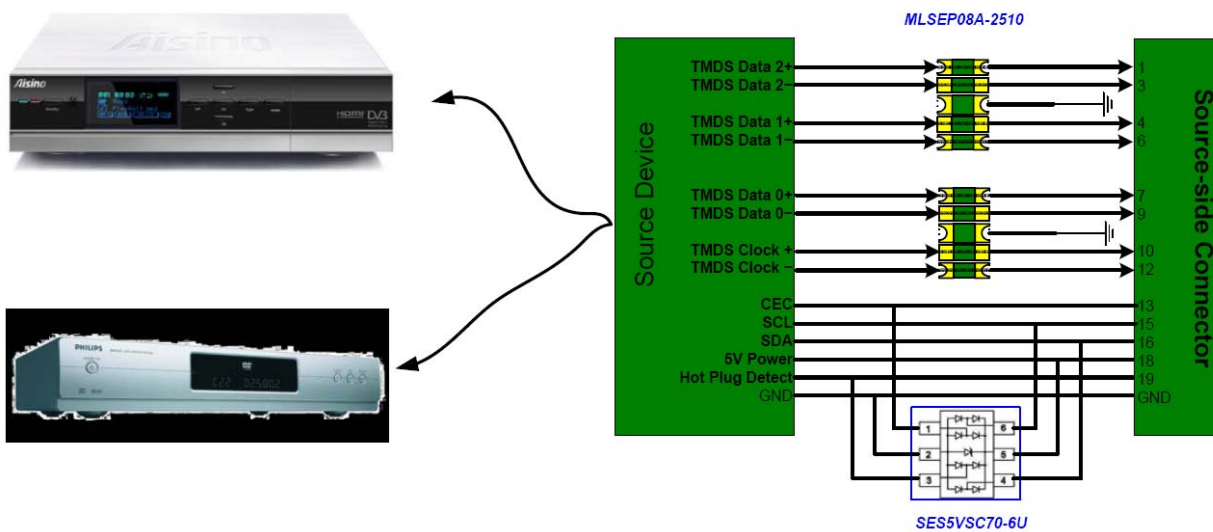 MLSEP08A-2510
Aisino
Aisino
HDMI DVB
PHILIPS
Source Device
TMDS Data 2+
TMDS Data 2−
TMDS Data 1+
TMDS Data 1−
TMDS Data 0+
TMDS Data 0−
TMDS Clock +
TMDS Clock −
CEC
SCL
SDA
5V Power
Hot Plug Detect
GND
1
3
4
6
7
9
10
12
13
15
16
18
19
GND
Source-side Connector
1
2
3
6
5
4
SES5VSC70-6U